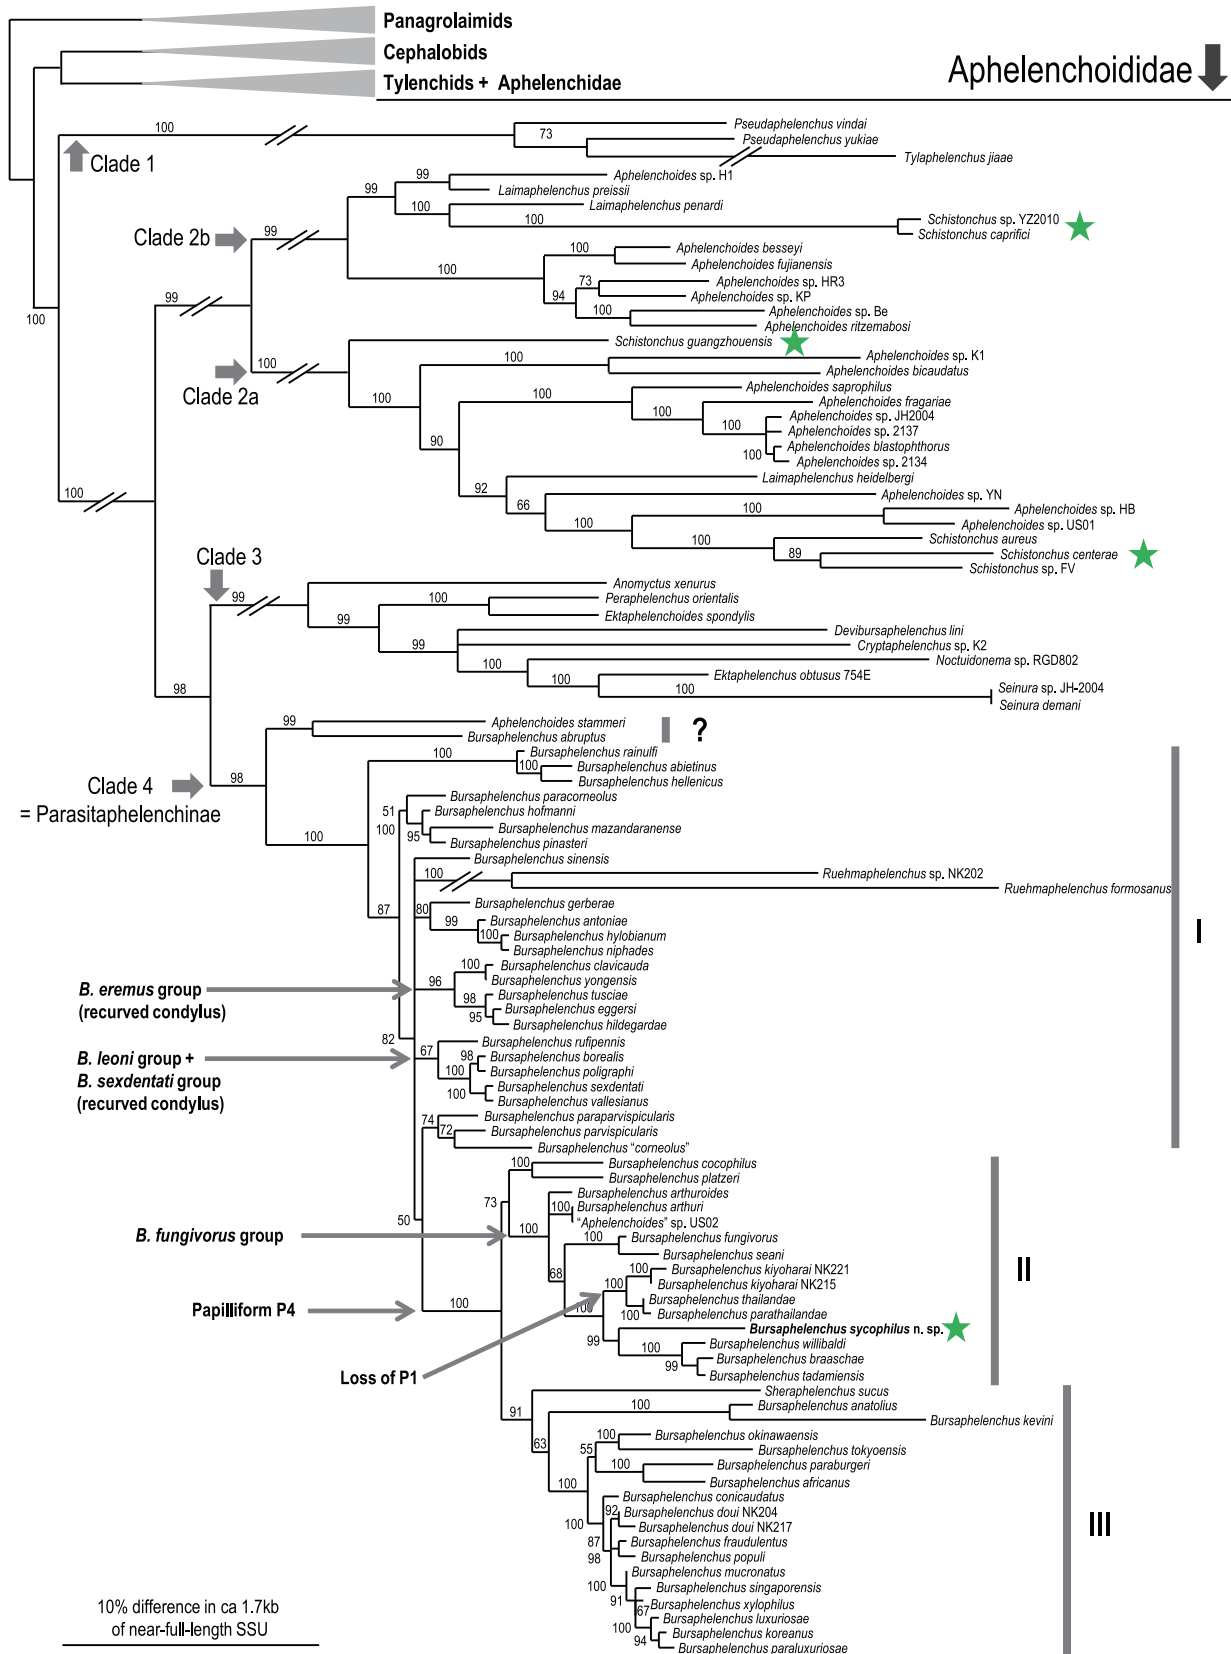 Panagrolaimids
Cephalobids
Tylenchids + Aphelenchidae
Aphelenchoididae
100
73
Pseudaphelenchus vindai
Pseudaphelenchus yukiae
Tylaphelenchus jiaae
Clade 1
99
99
100
Aphelenchoides sp. H1
Laimaphelenchus preissii
Laimaphelenchus penardi
Schistonchus sp. YZ2010
Schistonchus caprifici
Clade 2b
99
100
100
94
73
100
Aphelenchoides besseyi
Aphelenchoides fujianensis
Aphelenchoides sp. HR3
Aphelenchoides sp. KP
Aphelenchoides sp. Be
Aphelenchoides ritzemabosi
99
100
100
Clade 2a
Schistonchus guangzhouensis
100
100
Aphelenchoides sp. K1
Aphelenchoides bicaudatus
90
100
100
100
100
Aphelenchoides saprophilus
Aphelenchoides fragariae
Aphelenchoides sp. JH2004
Aphelenchoides sp. 2137
Aphelenchoides blastophthorus
Aphelenchoides sp. 2134
92
66
100
100
100
89
Laimaphelenchus heidelbergi
Aphelenchoides sp. YN
Aphelenchoides sp. HB
Aphelenchoides sp. US01
Schistonchus aureus
Schistonchus centerae
Schistonchus sp. FV
100
Clade 3
99
99
100
99
100
100
100
Anomyctus xenurus
Peraphelenchus orientalis
Ektaphelenchoides spondylis
Devibursaphelenchus lini
Cryptaphelenchus sp. K2
Noctuidonema sp. RGD802
Ektaphelenchus obtusus 754E
Seinura sp. JH-2004
Seinura demani
98
98
Clade 4
= Parasitaphelenchinae
99
Aphelenchoides stammeri
Bursaphelenchus abruptus
?
100
100
100
Bursaphelenchus rainulfi
Bursaphelenchus abietinus
Bursaphelenchus hellenicus
87
51
100
95
Bursaphelenchus paracorneolus
Bursaphelenchus hofmanni
Bursaphelenchus mazandaranense
Bursaphelenchus pinasteri
Bursaphelenchus sinensis
100
Ruehmaphelenchus sp. NK202
Ruehmaphelenchus formosanus
80
99
100
Bursaphelenchus gerberae
Bursaphelenchus antoniae
Bursaphelenchus hylobianum
Bursaphelenchus niphades
I
B. eremus group
(recurved condylus)
96
100
98
95
Bursaphelenchus clavicauda
Bursaphelenchus yongensis
Bursaphelenchus tusciae
Bursaphelenchus eggersi
Bursaphelenchus hildegardae
82
B. leoni group +
B. sexdentati group
(recurved condylus)
67
98
100
100
Bursaphelenchus rufipennis
Bursaphelenchus borealis
Bursaphelenchus poligraphi
Bursaphelenchus sexdentati
Bursaphelenchus vallesianus
74
72
Bursaphelenchus paraparvispicularis
Bursaphelenchus parvispicularis
Bursaphelenchus "corneolus"
50
100
73
Bursaphelenchus cocophilus
Bursaphelenchus platzeri
B. fungivorus group
100
100
Bursaphelenchus arthuroides
Bursaphelenchus arthuri
"Aphelenchoides" sp. US02
68
100
Bursaphelenchus fungivorus
Bursaphelenchus seani
II
Papilliform P4
100
Loss of P1
100
100
100
100
Bursaphelenchus kiyoharai NK221
Bursaphelenchus kiyoharai NK215
Bursaphelenchus thailandae
Bursaphelenchus parathailandae
99
100
99
Bursaphelenchus sycophilus n. sp.
Bursaphelenchus willibaldi
Bursaphelenchus braaschae
Bursaphelenchus tadamiensis
91
63
100
Sheraphelenchus sucus
Bursaphelenchus anatolius
Bursaphelenchus kevini
100
55
100
100
Bursaphelenchus okinawaensis
Bursaphelenchus tokyoensis
Bursaphelenchus paraburgeri
Bursaphelenchus africanus
III
100
92
87
98
Bursaphelenchus conicaudatus
Bursaphelenchus doui NK204
Bursaphelenchus doui NK217
Bursaphelenchus fraudulentus
Bursaphelenchus populi
100
91
67
100
94
Bursaphelenchus mucronatus
Bursaphelenchus singaporensis
Bursaphelenchus xylophilus
Bursaphelenchus luxuriosae
Bursaphelenchus koreanus
Bursaphelenchus paraluxuriosae
10% difference in ca 1.7kb
of near-full-length SSU